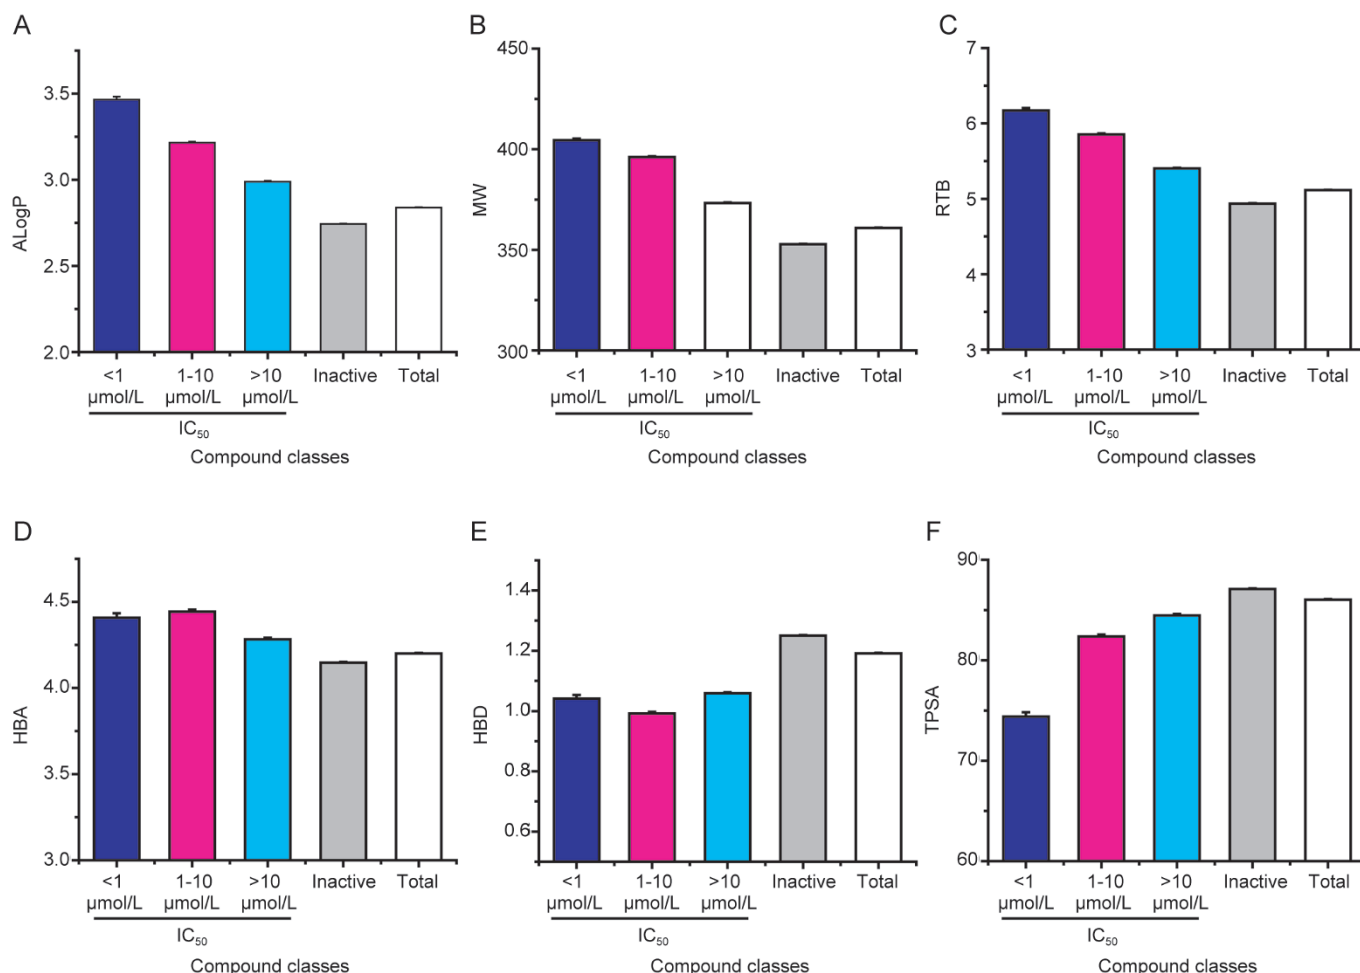 A
3.5
3.0
2.5
2.0
ALogP
<1 1-10 >10 Inactive Total
µmol/L µmol/L µmol/L
IC₅₀
Compound classes
B
450
400
350
300
MW
<1 1-10 >10 Inactive Total
µmol/L µmol/L µmol/L
IC₅₀
Compound classes
C
7
6
5
4
3
RTB
<1 1-10 >10 Inactive Total
µmol/L µmol/L µmol/L
IC₅₀
Compound classes
D
4.5
4.0
3.5
3.0
HBA
<1 1-10 >10 Inactive Total
µmol/L µmol/L µmol/L
IC₅₀
Compound classes
E
1.4
1.2
1.0
0.8
0.6
HBD
<1 1-10 >10 Inactive Total
µmol/L µmol/L µmol/L
IC₅₀
Compound classes
F
90
80
70
60
TPSA
<1 1-10 >10 Inactive Total
µmol/L µmol/L µmol/L
IC₅₀
Compound classes